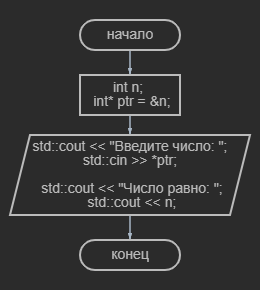 начало
int n;
int* ptr = &n;
std::cout << "Введите число: ";
std::cin >> *ptr;
std::cout << "Число равно: ";
std::cout << n;
конец